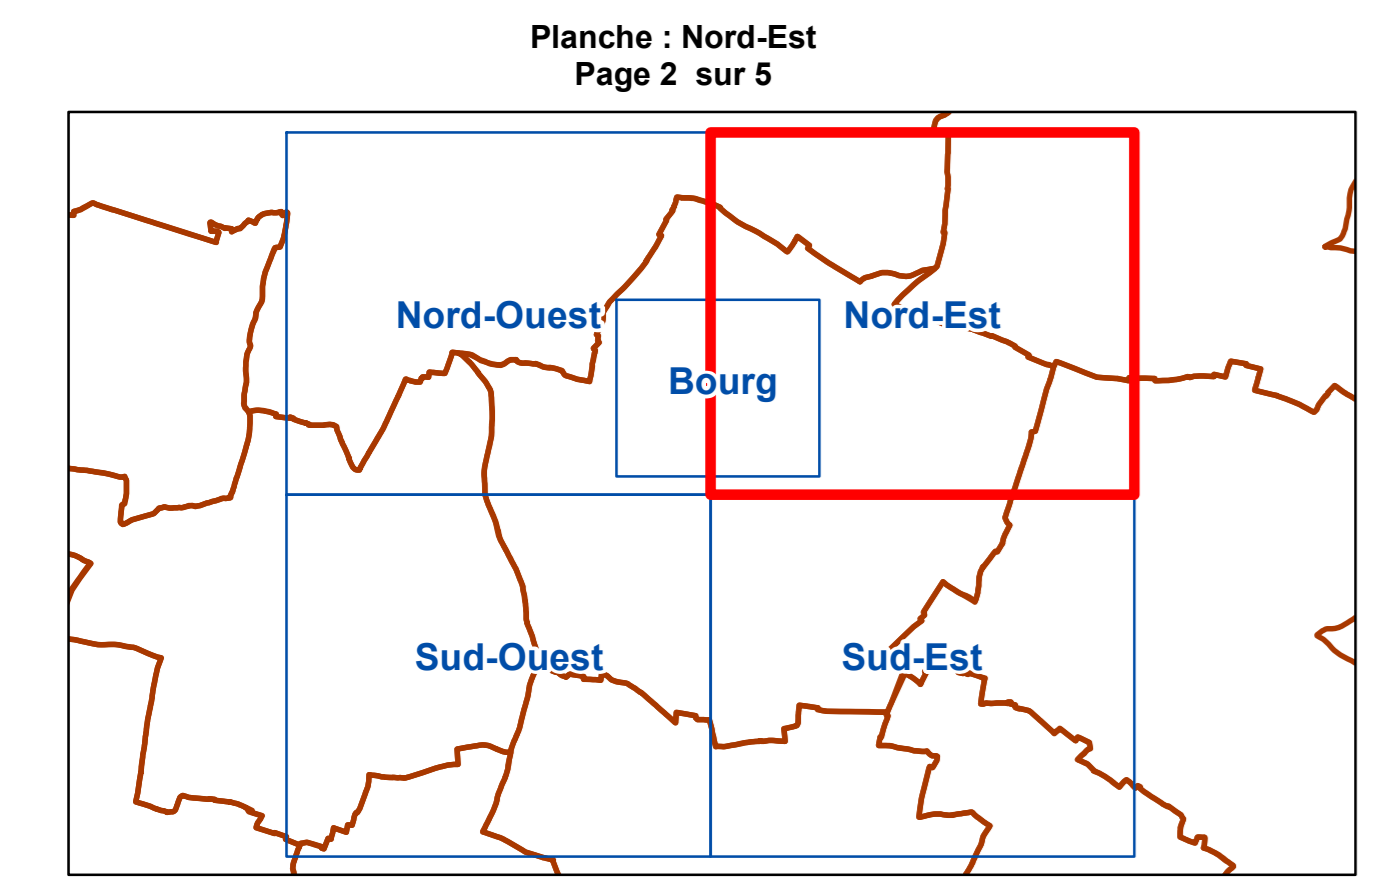 Planche : Nord-Est
Page 2 sur 5
Nord-Ouest
Nord-Est
Bourg
Sud-Ouest
Sud-Est